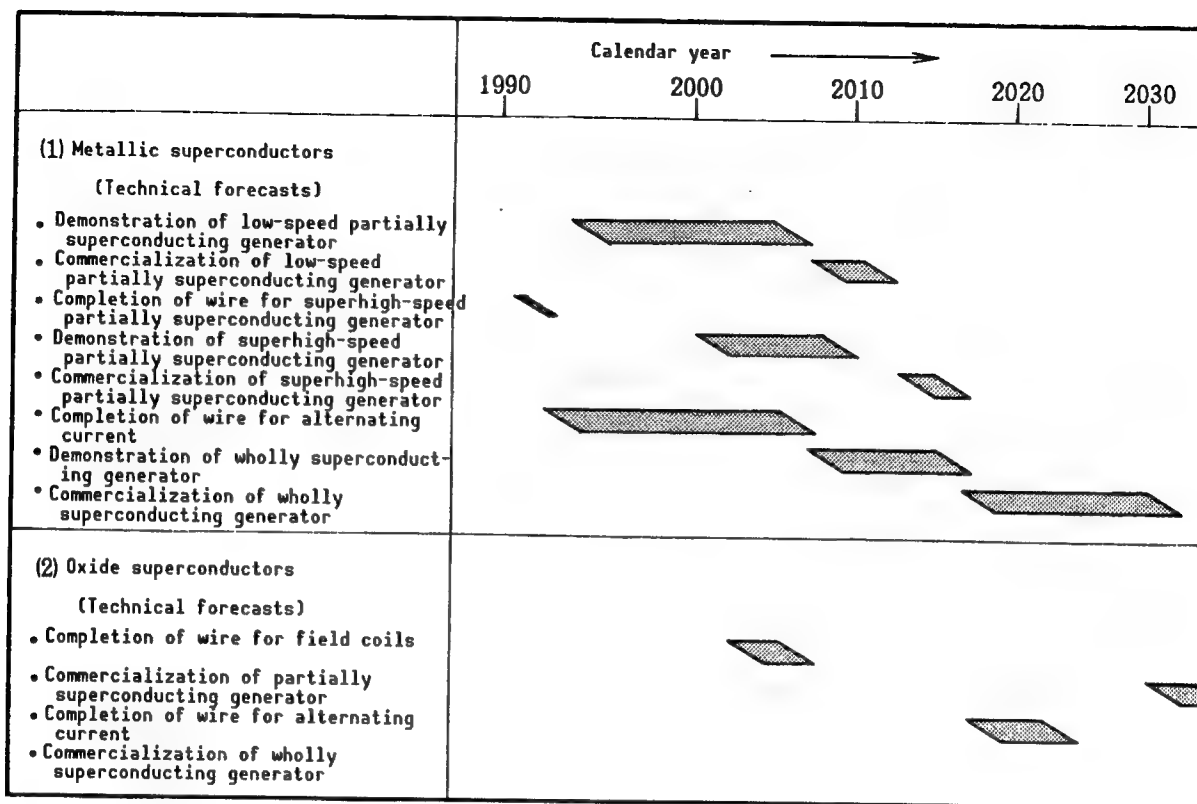 Calendar year
1990 2000 2010 2020 2030
(1) Metallic superconductors
(Technical forecasts)
• Demonstration of low-speed partially
superconducting generator
• Commercialization of low-speed
partially superconducting generator
• Completion of wire for superhigh-speed
partially superconducting generator
• Demonstration of superhigh-speed
partially superconducting generator
• Commercialization of superhigh-speed
partially superconducting generator
• Completion of wire for alternating
current
• Demonstration of wholly superconduct-
ing generator
• Commercialization of wholly
superconducting generator
(2) Oxide superconductors
(Technical forecasts)
• Completion of wire for field coils
• Commercialization of partially
superconducting generator
• Completion of wire for alternating
current
• Commercialization of wholly
superconducting generator